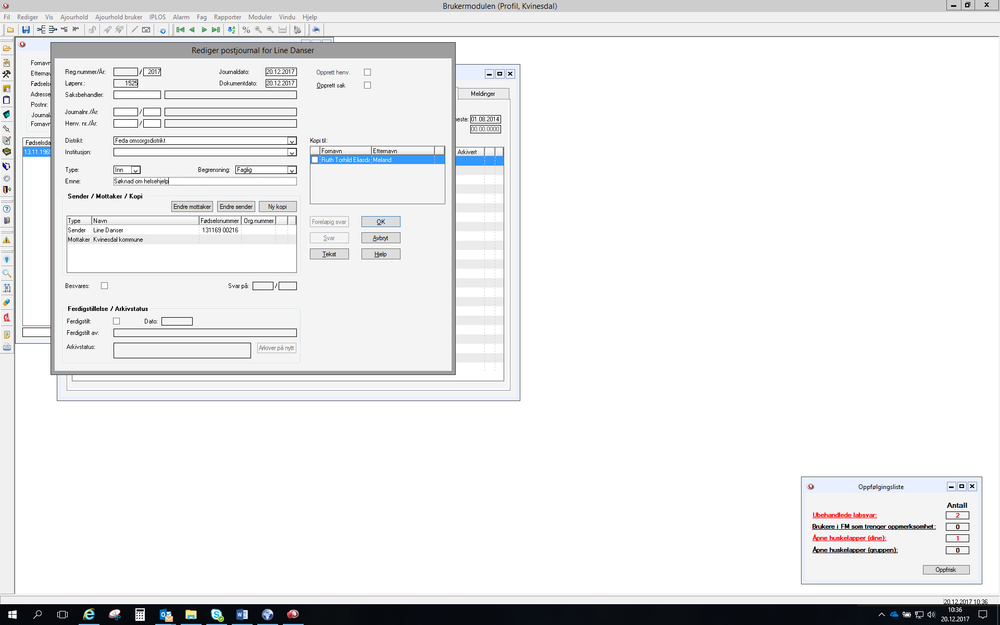 Brukermodulen (Profil, Kvinesdal)
Fil Rediger Vis Ajourhold Ajourhold bruker IPLOS Alarm Fag Rapporter Moduler Vindu Hjelp
Rediger postjournal for Line Danser
Fornavn
Etternav
Fødsels
Adresse
Postnr:
Journal
Fornavn
Fødselsda
13.11.1969
Reg.nummer/År: / 2017
Journaldato: 20.12.2017
Opprett henv.
Løpenr.: 1525
Dokumentdato: 20.12.2017
Opprett sak
Saksbehandler:
Journalnr./År: /
Henv. nr./År: /
Distrikt: Feda omsorgsdistrikt
Institusjon:
Type: Inn
Begrensning: Faglig
Emne: Søknad om helsehjelp
Kopi til:
Fornavn Etternavn
Ruth Torhild Eliasda Meland
Sender / Mottaker / Kopi
Endre mottaker Endre sender Ny kopi
Type Navn Fødselsnummer Org.nummer
Sender Line Danser 131169 00216
Mottaker Kvinesdal kommune
Foreløpig svar OK
Svar Avbryt
Tekst Hjelp
Besvares: Svar på: /
Ferdigstillelse / Arkivstatus
Ferdigstilt: Dato:
Ferdigstilt av:
Arkivstatus: Arkiver på nytt
Meldinger
neste: 01.08.2014
00.00.0000
Arkivert
Oppfølgingsliste
Antall
Ubehandlede labsvar: 2
Brukere i FM som trenger oppmerksomhet: 0
Åpne huskelapper (dine): 1
Åpne huskelapper (gruppen): 0
Oppfrisk
20.12.2017 10:36
10:36
20.12.2017